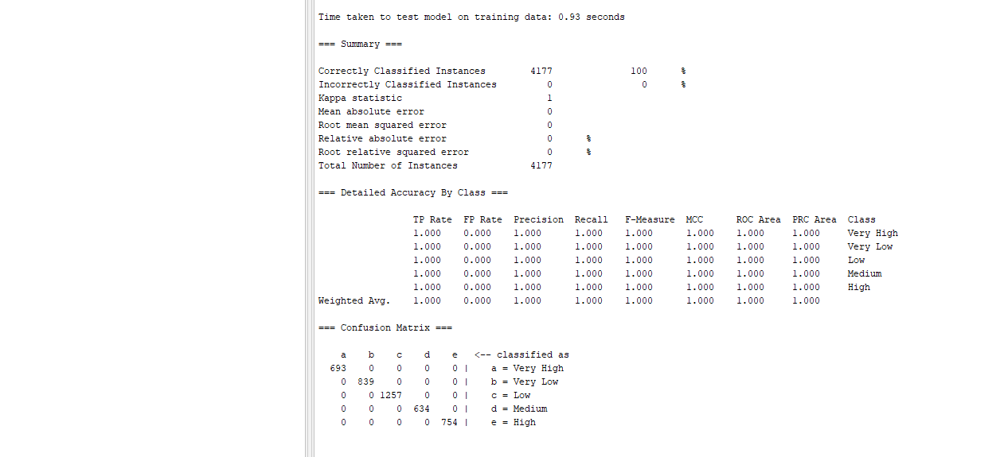 Time taken to test model on training data: 0.93 seconds
=== Summary ===
Correctly Classified Instances 4177 100 %
Incorrectly Classified Instances 0 0 %
Kappa statistic 1
Mean absolute error 0
Root mean squared error 0
Relative absolute error 0 %
Root relative squared error 0 %
Total Number of Instances 4177
=== Detailed Accuracy By Class ===
TP Rate FP Rate Precision Recall F-Measure MCC ROC Area PRC Area Class
1.000 0.000 1.000 1.000 1.000 1.000 1.000 1.000 Very High
1.000 0.000 1.000 1.000 1.000 1.000 1.000 1.000 Very Low
1.000 0.000 1.000 1.000 1.000 1.000 1.000 1.000 Low
1.000 0.000 1.000 1.000 1.000 1.000 1.000 1.000 Medium
1.000 0.000 1.000 1.000 1.000 1.000 1.000 1.000 High
Weighted Avg. 1.000 0.000 1.000 1.000 1.000 1.000 1.000 1.000
=== Confusion Matrix ===
a b c d e <-- classified as
693 0 0 0 0 | a = Very High
0 839 0 0 0 | b = Very Low
0 0 1257 0 0 | c = Low
0 0 0 634 0 | d = Medium
0 0 0 0 754 | e = High